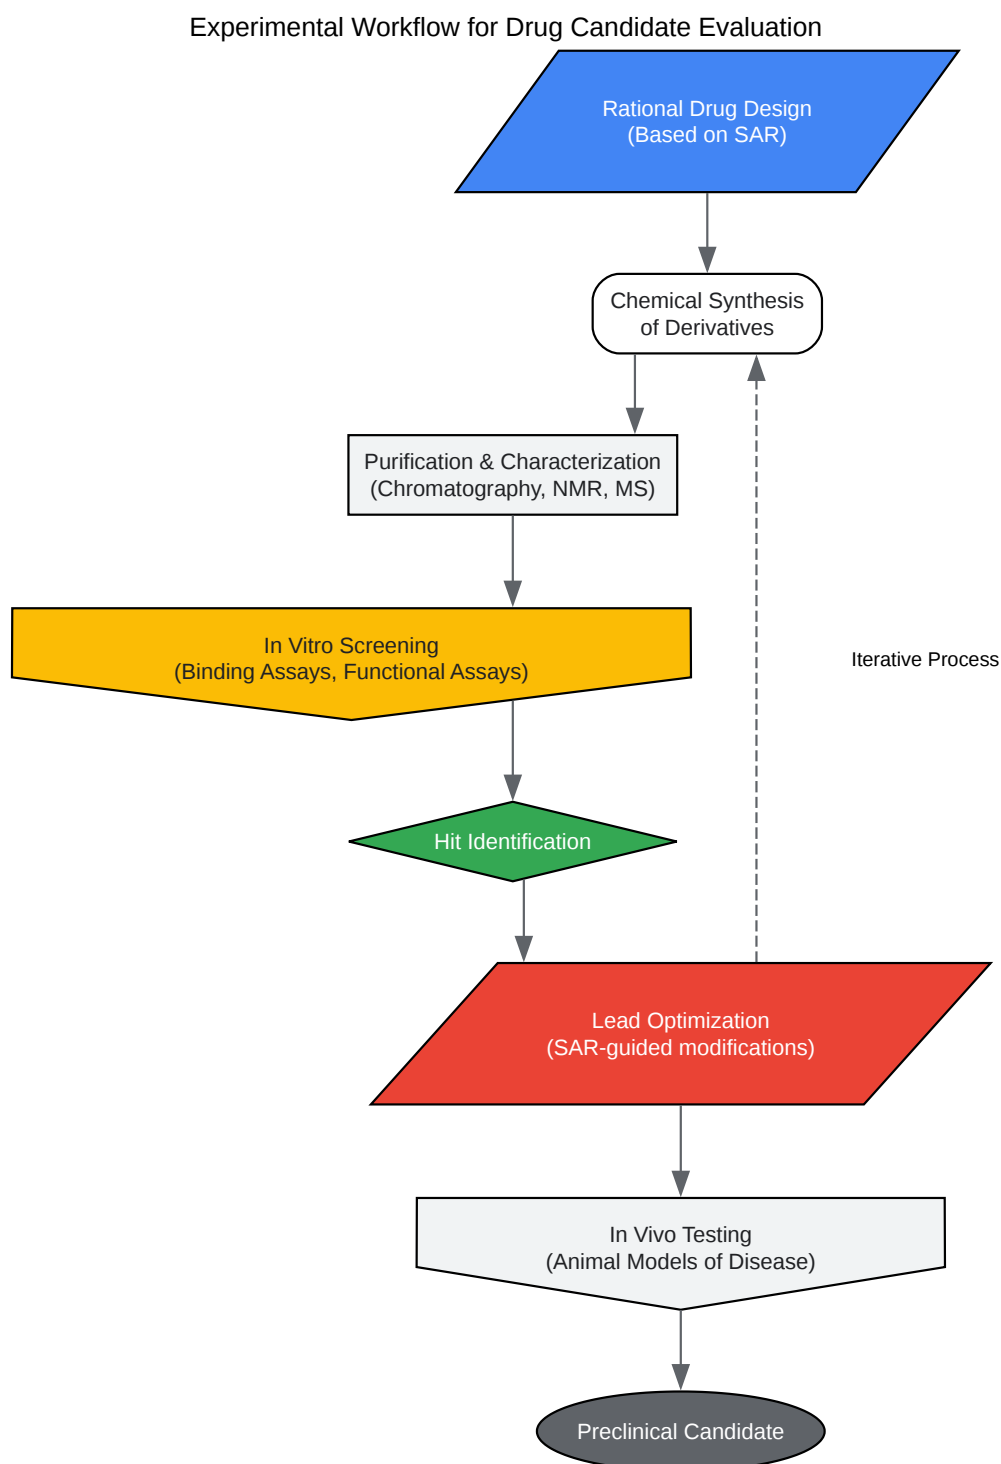 Experimental Workflow for Drug Candidate Evaluation
Rational Drug Design
(Based on SAR)
Chemical Synthesis
of Derivatives
Purification & Characterization
(Chromatography, NMR, MS)
In Vitro Screening
(Binding Assays, Functional Assays)
Iterative Process
Hit Identification
Lead Optimization
(SAR-guided modifications)
In Vivo Testing
(Animal Models of Disease)
Preclinical Candidate